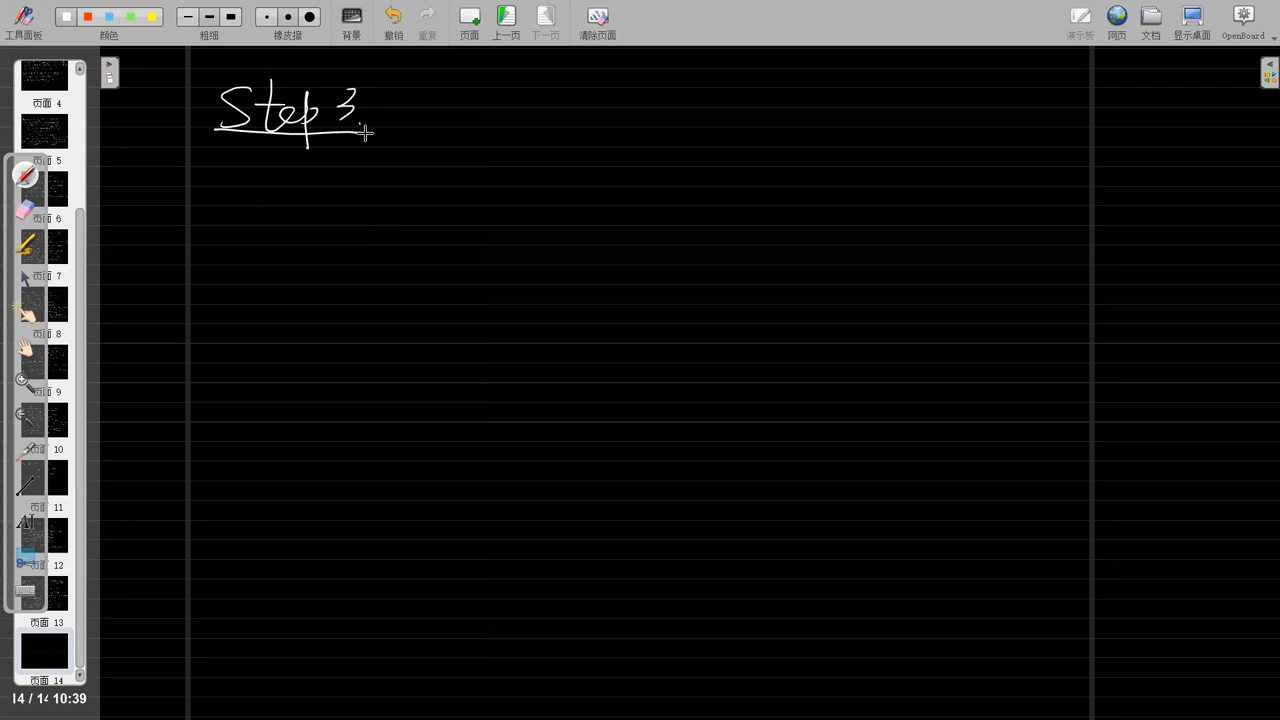 工具面板
颜色
粗细
橡皮擦
背景
撤销
重复
页面
上一页
下一页
清除页面
演示板
网页
文档
显示桌面
OpenBoard
Step 3.
页面 4
页面 5
页面 6
页面 7
页面 8
页面 9
页面 10
页面 11
页面 12
页面 13
页面 14
14 / 14 10:39